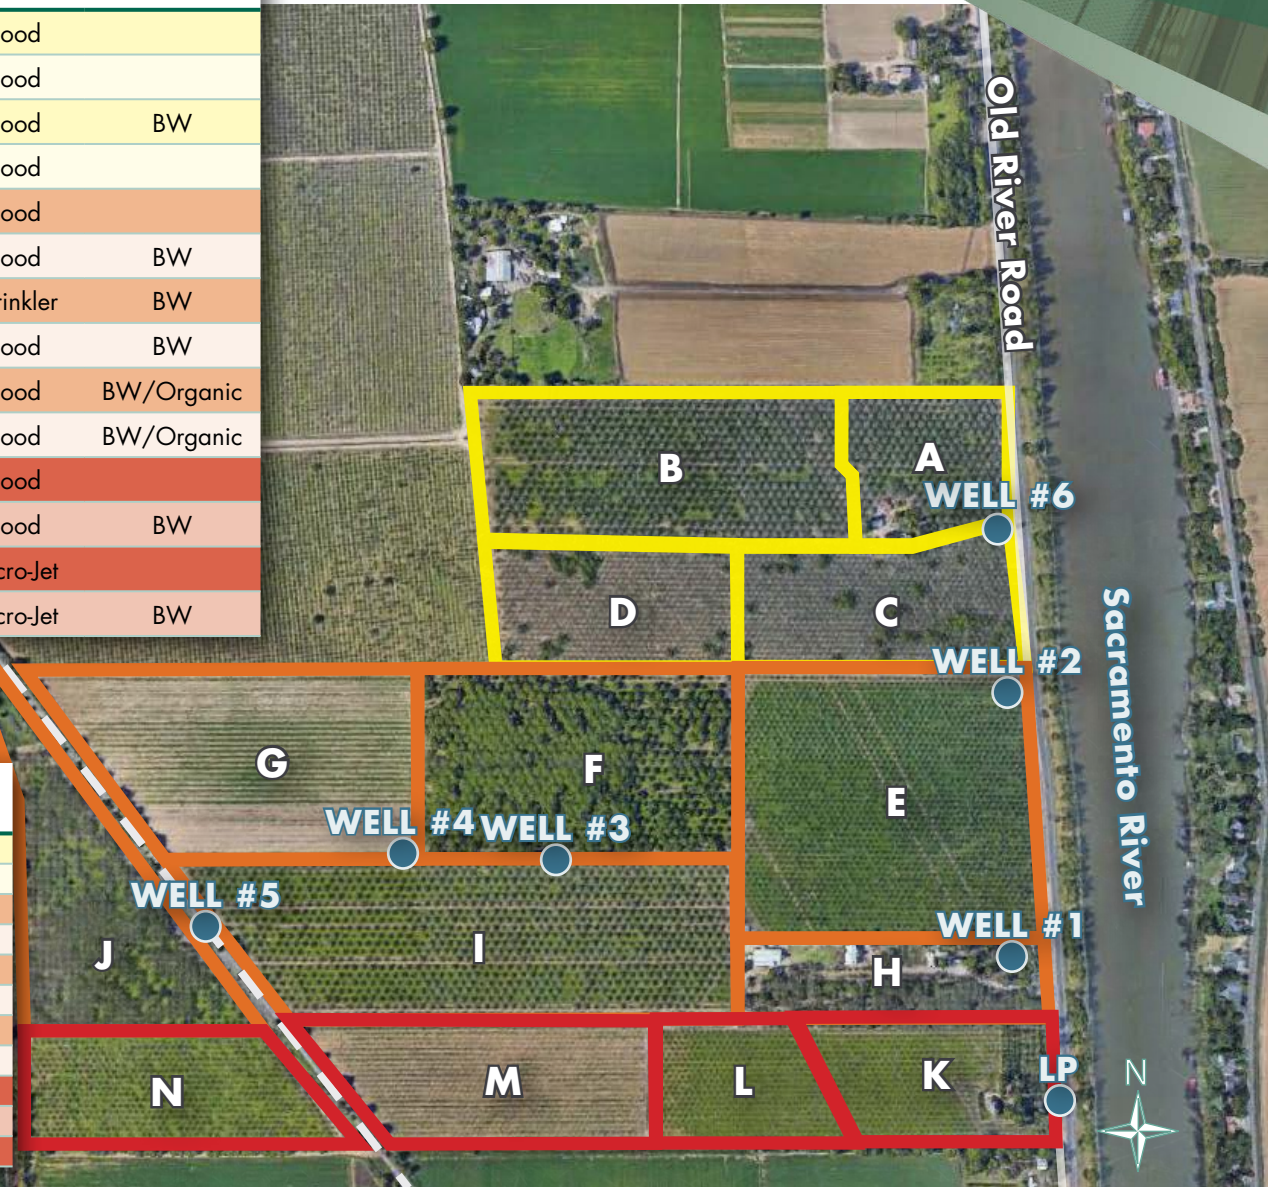 ood
ood
ood BW
ood
ood
ood BW
rinkler BW
ood BW
ood BW/Organic
ood BW/Organic
ood
ood BW
cro-Jet
cro-Jet BW
Old River Road
B
A
WELL #6
D
C
WELL #2
Sacramento River
G
F
E
WELL #4
WELL #3
WELL #5
WELL #1
J
I
H
N
M
L
K
LP
N